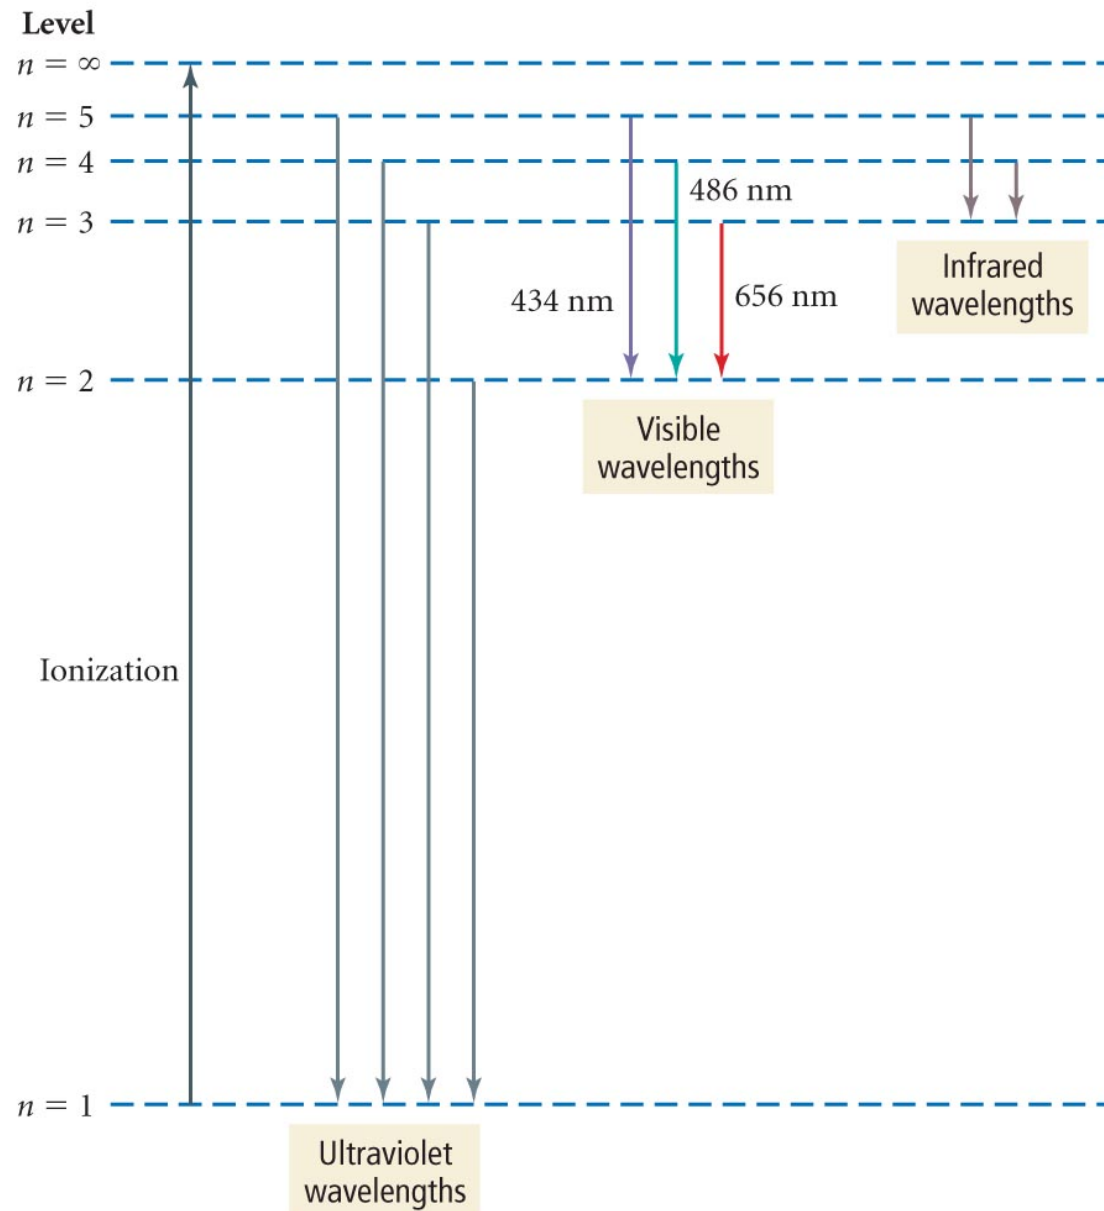 Level
n = ∞
n = 5
n = 4
486 nm
n = 3
Infrared
wavelengths
434 nm
656 nm
n = 2
Visible
wavelengths
Ionization
n = 1
Ultraviolet
wavelengths